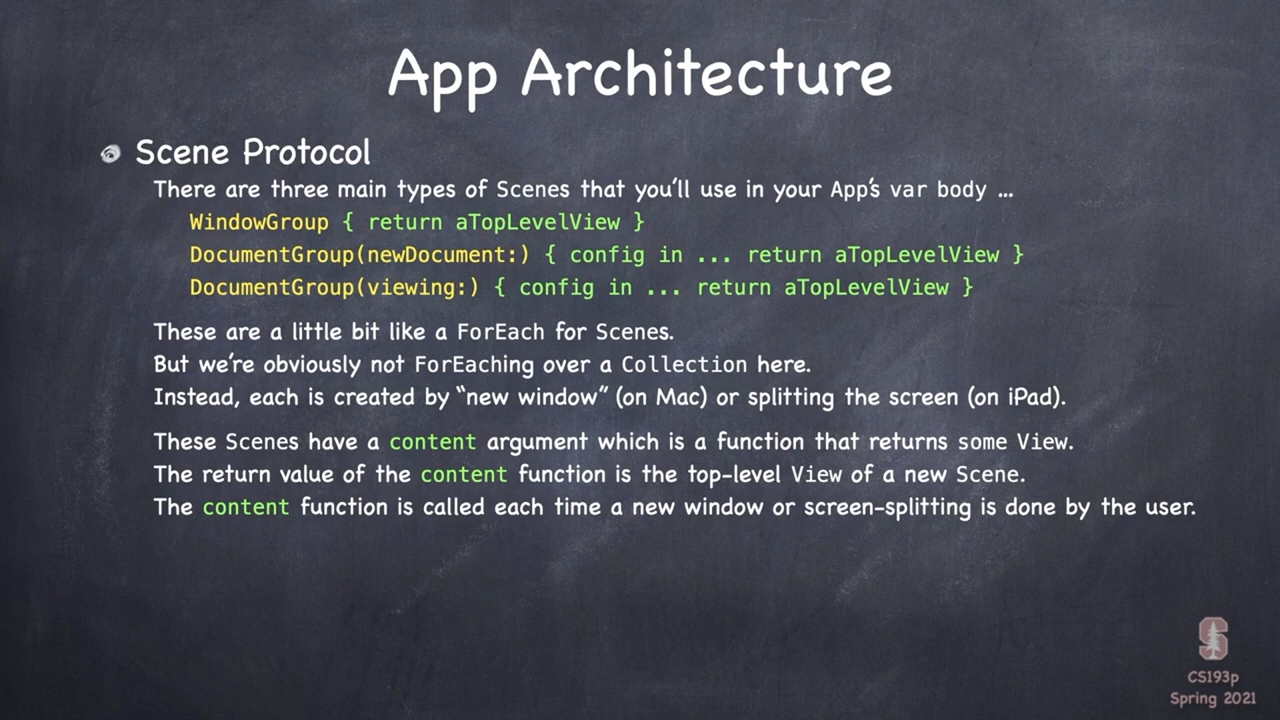 App Architecture
Scene Protocol
There are three main types of Scenes that you'll use in your App's var body ...
WindowGroup { return aTopLevelView }
DocumentGroup(newDocument:) { config in ... return aTopLevelView }
DocumentGroup(viewing:) { config in ... return aTopLevelView }
These are a little bit like a ForEach for Scenes.
But we're obviously not ForEaching over a Collection here.
Instead, each is created by “new window” (on Mac) or splitting the screen (on iPad).
These Scenes have a content argument which is a function that returns some View.
The return value of the content function is the top-level View of a new Scene.
The content function is called each time a new window or screen-splitting is done by the user.
S
CS193p
Spring 2021